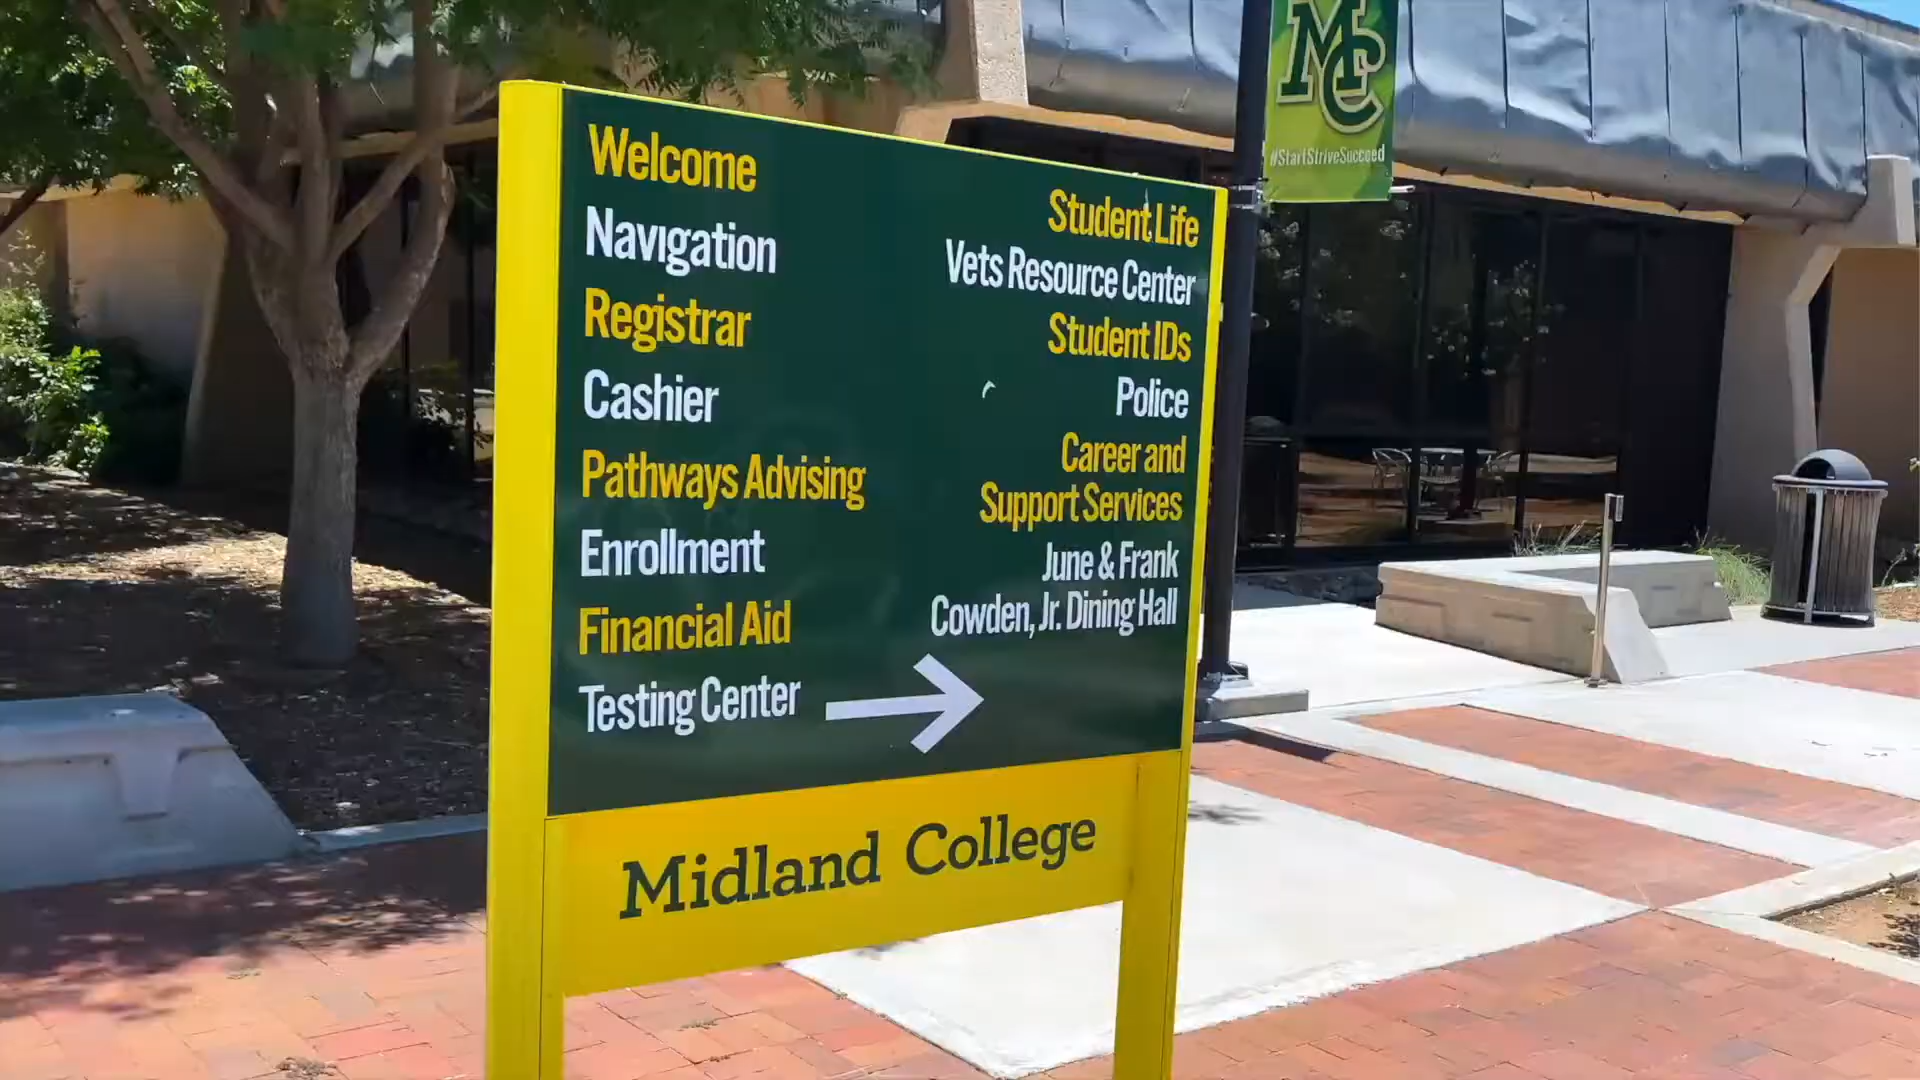 Welcome
Navigation
Registrar
Cashier
Pathways Advising
Enrollment
Financial Aid
Testing Center
Student Life
Vets Resource Center
Student IDs
Police
Career and
Support Services
June & Frank
Cowden, Jr. Dining Hall
Midland College
MC
#StartStriveSucceed